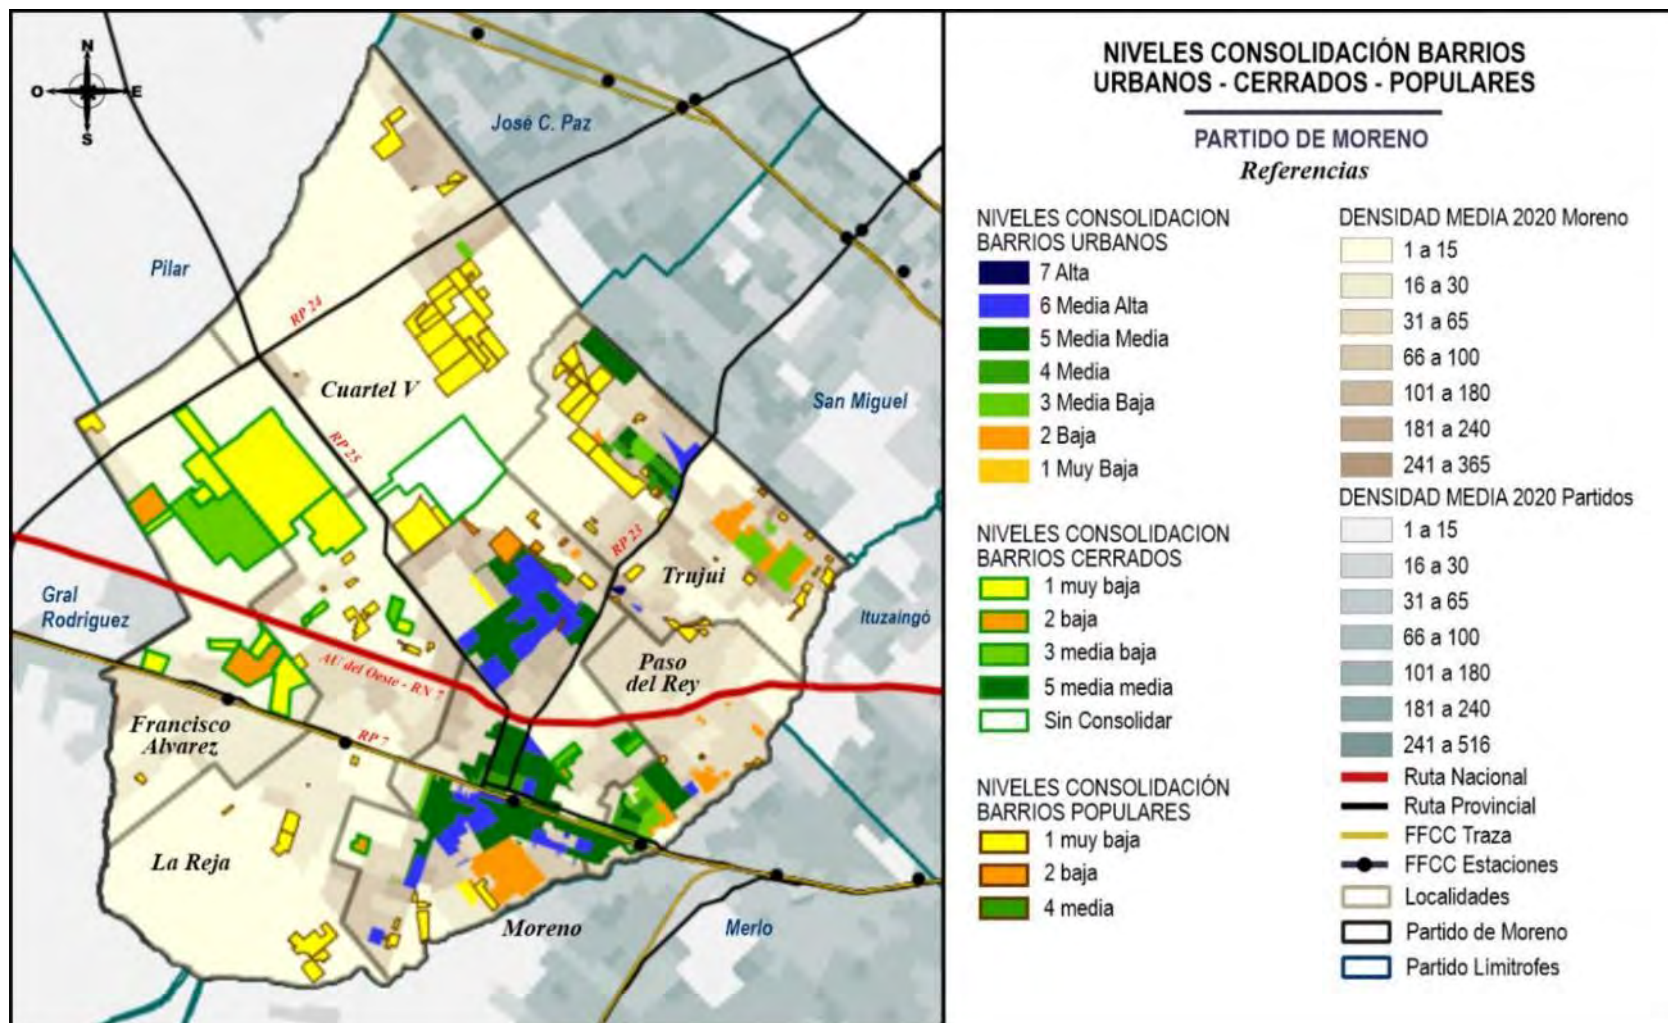 N
O
E
S
José C. Paz
Pilar
RP 24
Cuartel V
San Miguel
RP 25
RP 23
Trujui
Gral
Rodriguez
Ituzaingó
Paso
del Rey
AU del Oeste - RN 7
Francisco
Alvarez
RP 7
La Reja
Moreno
Merlo
NIVELES CONSOLIDACIÓN BARRIOS
URBANOS - CERRADOS - POPULARES
PARTIDO DE MORENO
Referencias
NIVELES CONSOLIDACION
BARRIOS URBANOS
7 Alta
6 Media Alta
5 Media Media
4 Media
3 Media Baja
2 Baja
1 Muy Baja
NIVELES CONSOLIDACIÓN
BARRIOS CERRADOS
1 muy baja
2 baja
3 media baja
5 media media
Sin Consolidar
NIVELES CONSOLIDACIÓN
BARRIOS POPULARES
1 muy baja
2 baja
4 media
DENSIDAD MEDIA 2020 Moreno
1 a 15
16 a 30
31 a 65
66 a 100
101 a 180
181 a 240
241 a 365
DENSIDAD MEDIA 2020 Partidos
1 a 15
16 a 30
31 a 65
66 a 100
101 a 180
181 a 240
241 a 516
Ruta Nacional
Ruta Provincial
FFCC Traza
FFCC Estaciones
Localidades
Partido de Moreno
Partido Limitrofes